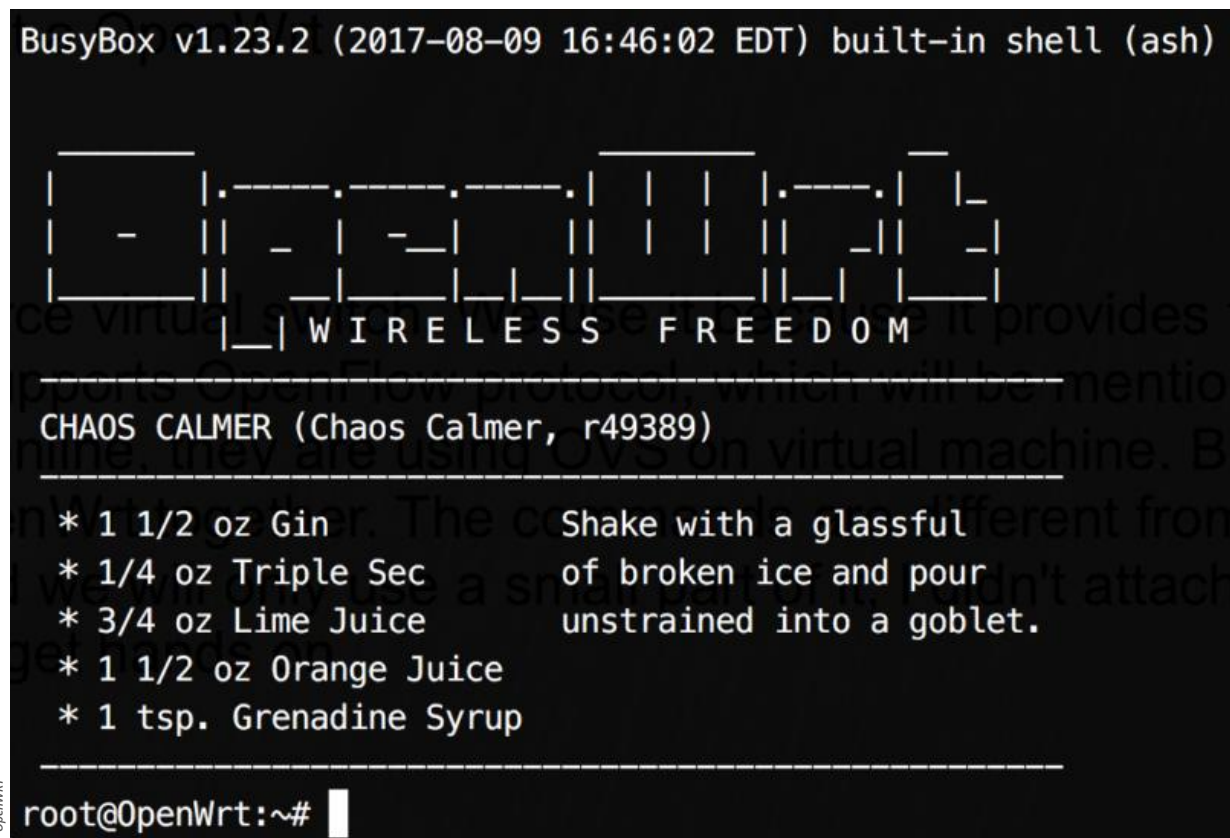 BusyBox v1.23.2 (2017-08-09 16:46:02 EDT) built-in shell (ash)
OpenWrt
W I R E L E S S   F R E E D O M
CHAOS CALMER (Chaos Calmer, r49389)
* 1 1/2 oz Gin          Shake with a glassful
* 1/4 oz Triple Sec     of broken ice and pour
* 3/4 oz Lime Juice     unstrained into a goblet.
* 1 1/2 oz Orange Juice
* 1 tsp. Grenadine Syrup
root@OpenWrt:~#